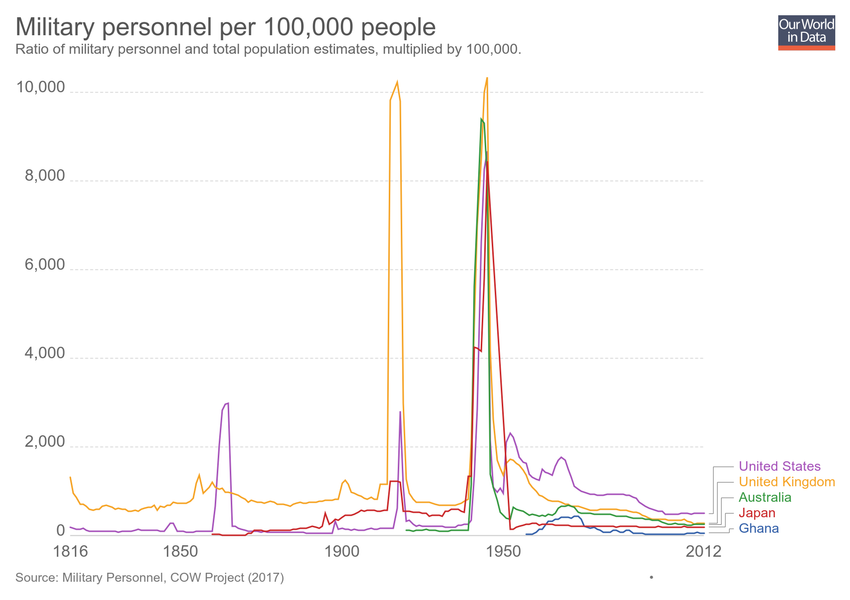 Military personnel per 100,000 people
Ratio of military personnel and total population estimates, multiplied by 100,000.
Our World
in Data
10,000
8,000
6,000
4,000
2,000
0
1816
1850
1900
1950
2012
United States
United Kingdom
Australia
Japan
Ghana
Source: Military Personnel, COW Project (2017)
•